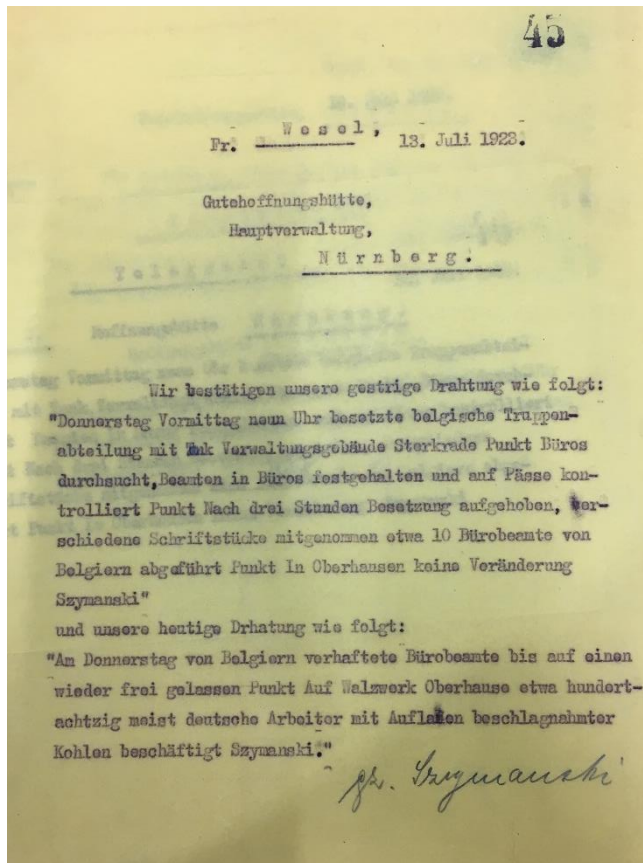 45
Wesel,
Fr. 13. Juli 1923.
Gutehoffnungshütte,
Hauptverwaltung,
Nürnberg.
Wir bestätigen unsere gestrige Drahtung wie folgt:
"Donnerstag Vormittag neun Uhr besetzte belgische Truppen-
abteilung mit Tank Verwaltungsgebäude Sterkrade Punkt Büros
durchsucht,Beamten in Büros festgehalten und auf Pässe kon-
trolliert Punkt Nach drei Stunden Besetzung aufgehoben, ver-
schiedene Schriftstücke mitgenommen etwa 10 Bürobeamte von
Belgiern abgeführt Punkt In Oberhausen keine Veränderung
Szymanski"
und unsere heutige Drhatung wie folgt:
"Am Donnerstag von Belgiern verhaftete Bürobeamte bis auf einen
wieder frei gelassen Punkt Auf Walzwerk Oberhause etwa hundert-
achtzig meist deutsche Arbeiter mit Aufladen beschlagnahmter
Kohlen beschäftigt Szymanski."
gz. Szymanski